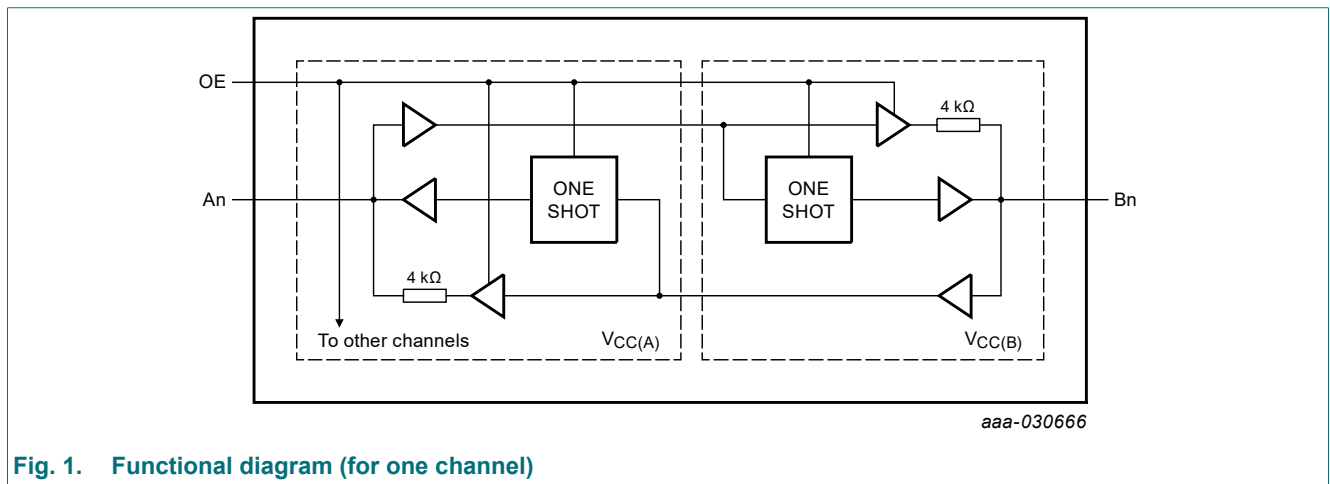 OE
4 kΩ
ONE
SHOT
ONE
SHOT
An
Bn
4 kΩ
To other channels
VCC(A)
VCC(B)
aaa-030666
Fig. 1. Functional diagram (for one channel)